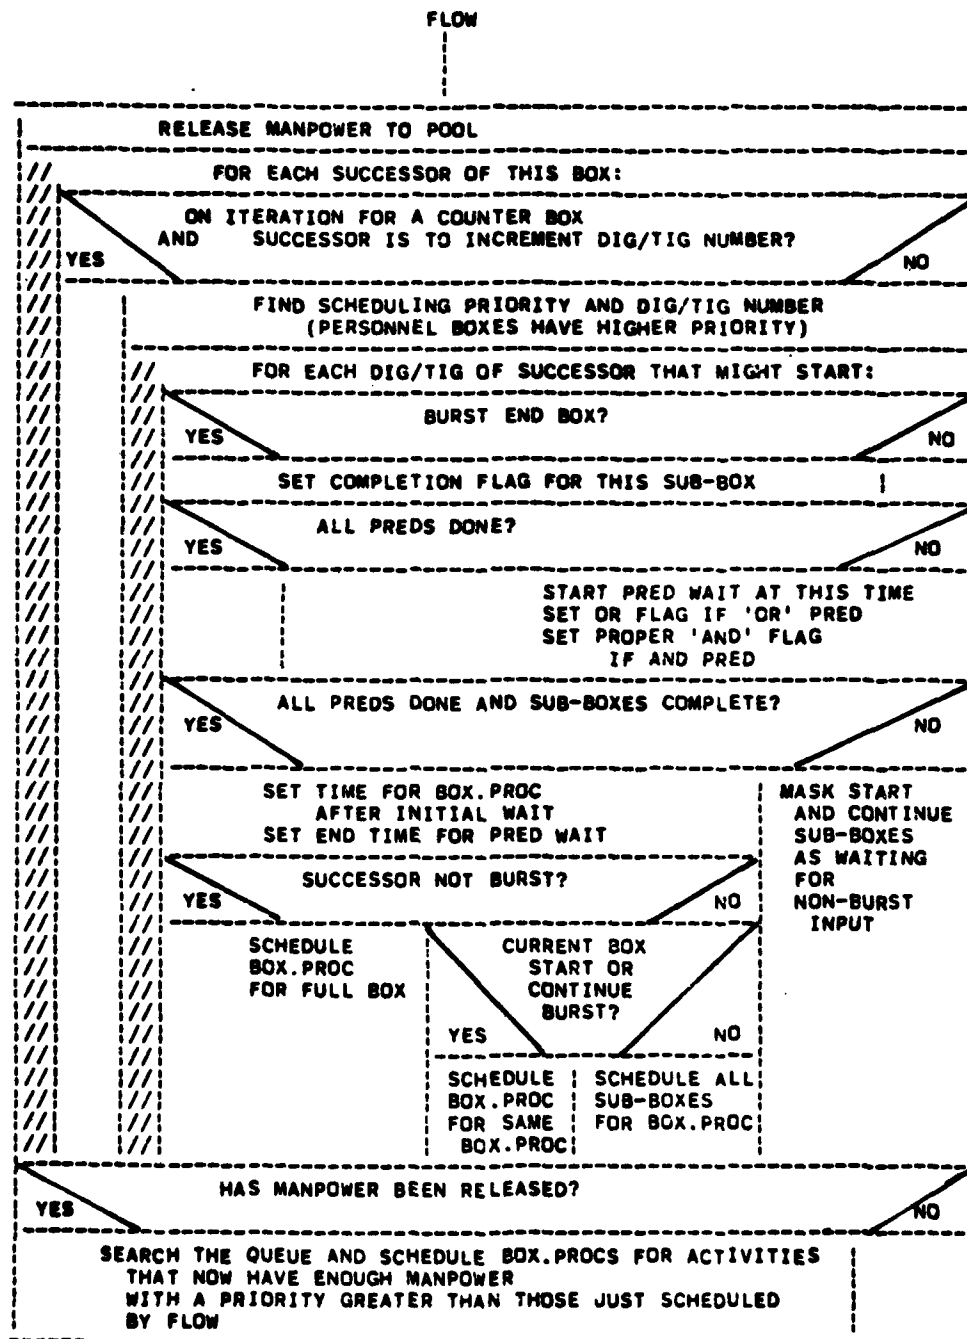 FLOW
RELEASE MANPOWER TO POOL
FOR EACH SUCCESSOR OF THIS BOX:
ON ITERATION FOR A COUNTER BOX
AND SUCCESSOR IS TO INCREMENT DIG/TIG NUMBER?
YES
NO
FIND SCHEDULING PRIORITY AND DIG/TIG NUMBER
(PERSONNEL BOXES HAVE HIGHER PRIORITY)
FOR EACH DIG/TIG OF SUCCESSOR THAT MIGHT START:
BURST END BOX?
YES
NO
SET COMPLETION FLAG FOR THIS SUB-BOX
ALL PREDS DONE?
YES
NO
START PRED WAIT AT THIS TIME
SET OR FLAG IF 'OR' PRED
SET PROPER 'AND' FLAG
IF AND PRED
ALL PREDS DONE AND SUB-BOXES COMPLETE?
YES
NO
SET TIME FOR BOX.PROC
AFTER INITIAL WAIT
SET END TIME FOR PRED WAIT
MASK START
AND CONTINUE
SUB-BOXES
AS WAITING
FOR
NON-BURST
INPUT
SUCCESSOR NOT BURST?
YES
NO
SCHEDULE
BOX.PROC
FOR FULL BOX
CURRENT BOX
START OR
CONTINUE
BURST?
YES
NO
SCHEDULE
BOX.PROC
FOR SAME
BOX.PROC
SCHEDULE ALL
SUB-BOXES
FOR BOX.PROC
HAS MANPOWER BEEN RELEASED?
YES
NO
SEARCH THE QUEUE AND SCHEDULE BOX.PROCS FOR ACTIVITIES
THAT NOW HAVE ENOUGH MANPOWER
WITH A PRIORITY GREATER THAN THOSE JUST SCHEDULED
BY FLOW